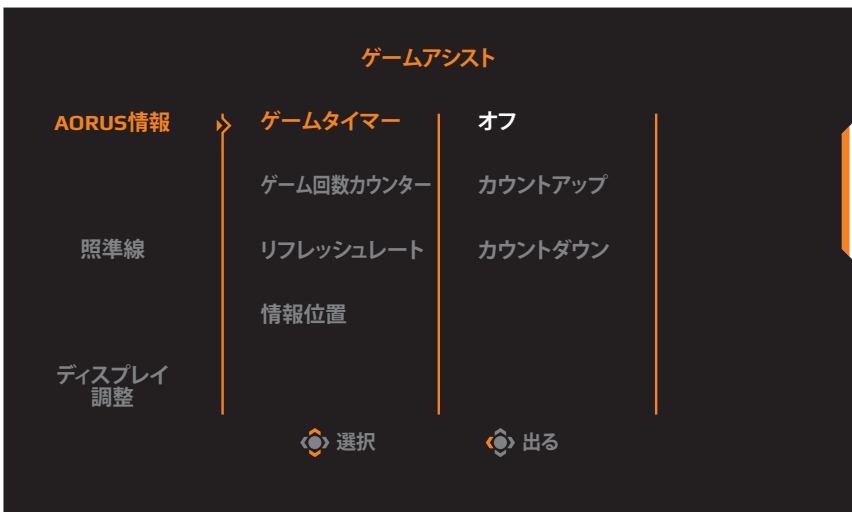 ゲームアシスト
AORUS情報
ゲームタイマー
オフ
ゲーム回数カウンター
カウントアップ
照準線
リフレッシュレート
カウントダウン
情報位置
ディスプレイ
調整
選択
出る